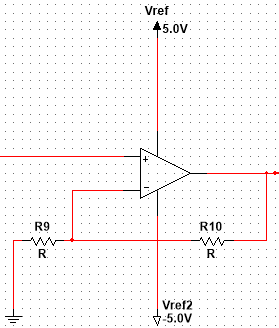 Vref
5.0V
+
−
R9
R
R10
R
Vref2
-5.0V